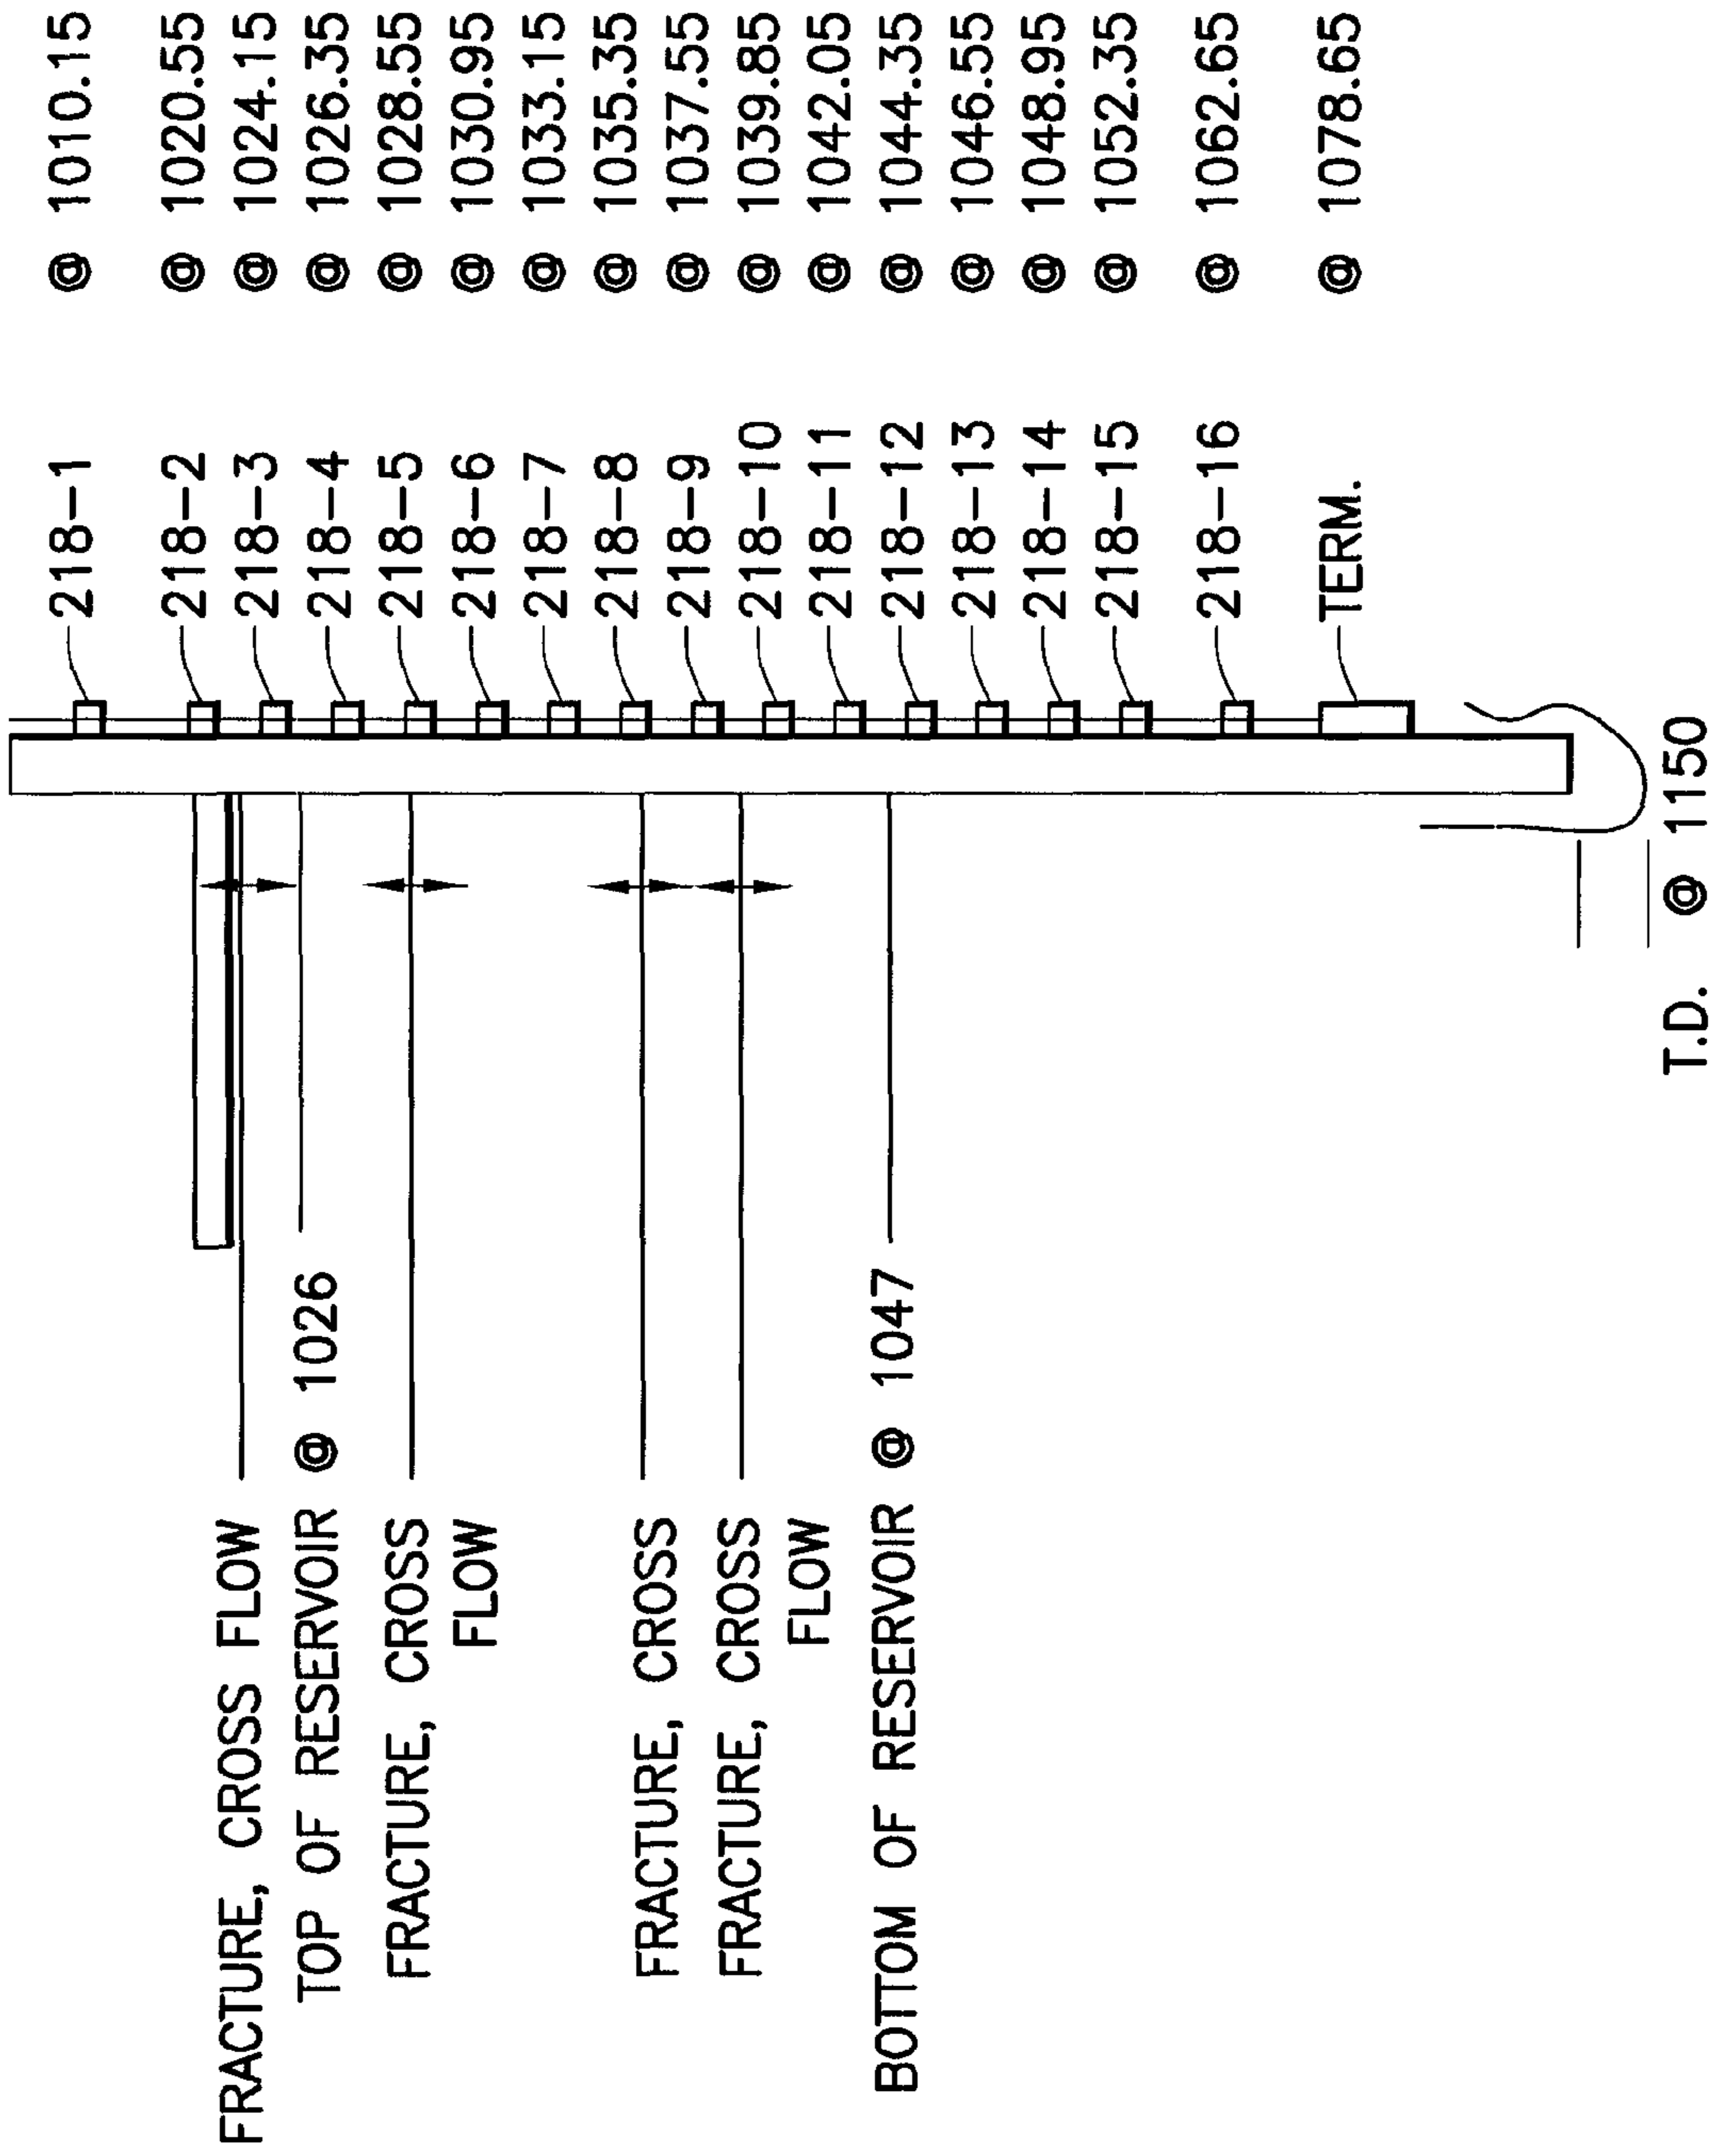 218-1 @ 1010.15
218-2 @ 1020.55
218-3 @ 1024.15
218-4 @ 1026.35
218-5 @ 1028.55
218-6 @ 1030.95
218-7 @ 1033.15
218-8 @ 1035.35
218-9 @ 1037.55
218-10 @ 1039.85
218-11 @ 1042.05
218-12 @ 1044.35
218-13 @ 1046.55
218-14 @ 1048.95
218-15 @ 1052.35
218-16 @ 1062.65
TERM. @ 1078.65
FRACTURE, CROSS FLOW
TOP OF RESERVOIR @ 1026
FRACTURE, CROSS
FLOW
FRACTURE, CROSS
FRACTURE, CROSS
FLOW
BOTTOM OF RESERVOIR @ 1047
T.D. @ 1150